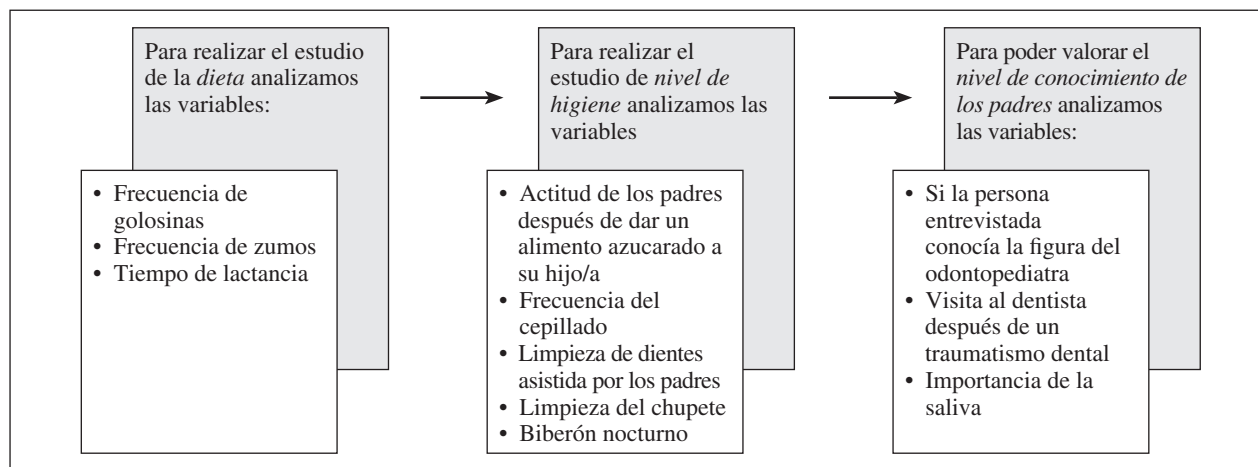 Para realizar el estudio
de la dieta analizamos
las variables:
• Frecuencia de
golosinas
• Frecuencia de zumos
• Tiempo de lactancia
Para realizar el
estudio de nivel de
higiene analizamos las
variables
• Actitud de los padres
después de dar un
alimento azucarado a
su hijo/a
• Frecuencia del
cepillado
• Limpieza de dientes
asistida por los padres
• Limpieza del chupete
• Biberón nocturno
Para poder valorar el
nivel de conocimiento de
los padres analizamos
las variables:
• Si la persona
entrevistada
conocía la figura del
odontopediatra
• Visita al dentista
después de un
traumatismo dental
• Importancia de la
saliva